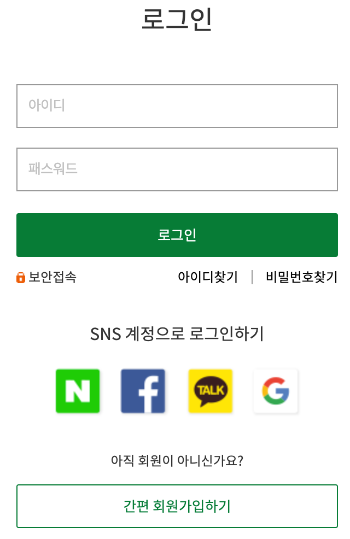 로그인
아이디
패스워드
로그인
보안접속 아이디찾기 | 비밀번호찾기
SNS 계정으로 로그인하기
N f TALK G
아직 회원이 아니신가요?
간편 회원가입하기